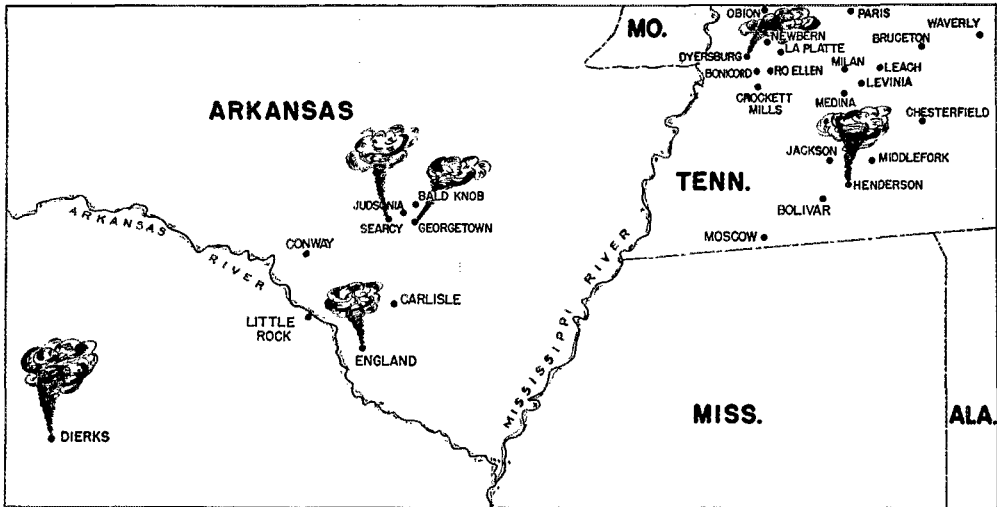 MO.
OBION
PARIS
WAVERLY
NEWBERN
BRUCETON
LA PLATTE
DYERSBURG
MILAN
LEACH
BONICORD
RO ELLEN
LEVINIA
CROCKETT
MILLS
MEDINA
CHESTERFIELD
ARKANSAS
JACKSON
MIDDLEFORK
TENN.
HENDERSON
BALD KNOB
JUDSONIA
BOLIVAR
SEARCY
GEORGETOWN
ARKANSAS
RIVER
CONWAY
MOSCOW
CARLISLE
LITTLE
ROCK
ENGLAND
MISSISSIPPI RIVER
DIERKS
MISS.
ALA.